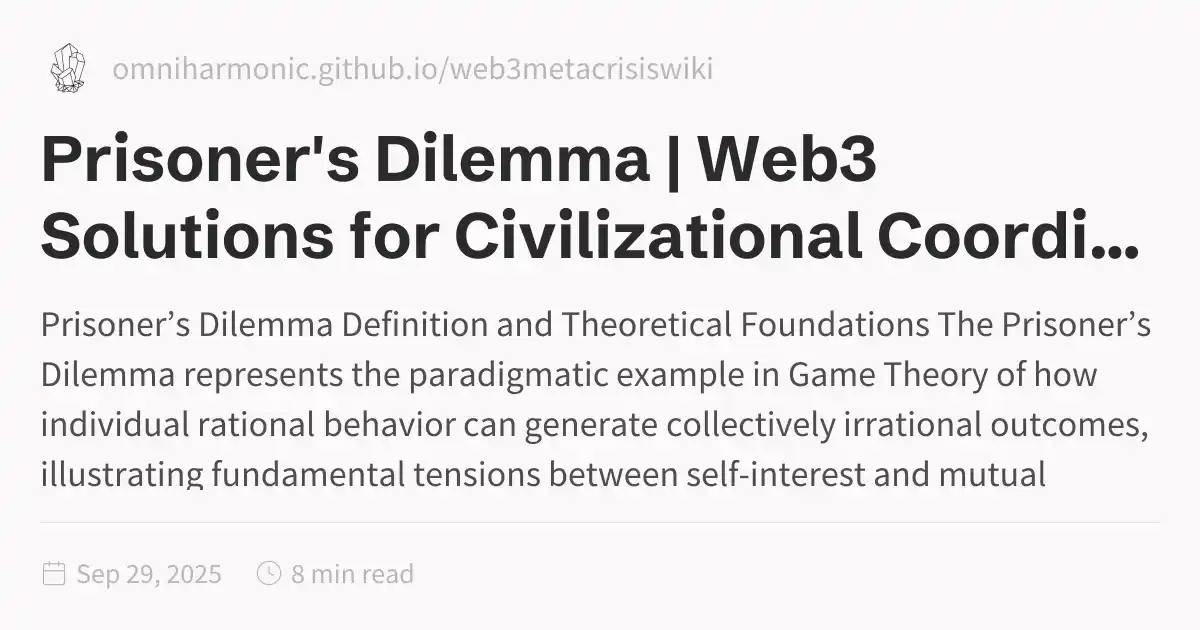 omniharmonic.github.io/web3metacrisiswiki
Prisoner's Dilemma | Web3
Solutions for Civilizational Coordi...
Prisoner’s Dilemma Definition and Theoretical Foundations The Prisoner’s
Dilemma represents the paradigmatic example in Game Theory of how
individual rational behavior can generate collectively irrational outcomes,
illustrating fundamental tensions between self-interest and mutual
Sep 29, 2025 8 min read